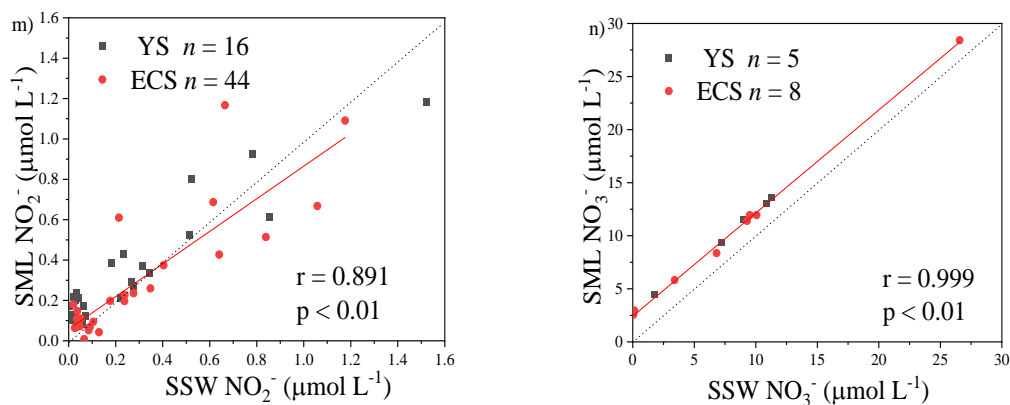 m)
YS n = 16
ECS n = 44
r = 0.891
p < 0.01
SML NO₂⁻ (μmol L⁻¹)
1.6
1.4
1.2
1.0
0.8
0.6
0.4
0.2
0.0
0.0 0.2 0.4 0.6 0.8 1.0 1.2 1.4 1.6
SSW NO₂⁻ (μmol L⁻¹)
n)
YS n = 5
ECS n = 8
r = 0.999
p < 0.01
SML NO₃⁻ (μmol L⁻¹)
30
25
20
15
10
5
0
0 5 10 15 20 25 30
SSW NO₃⁻ (μmol L⁻¹)